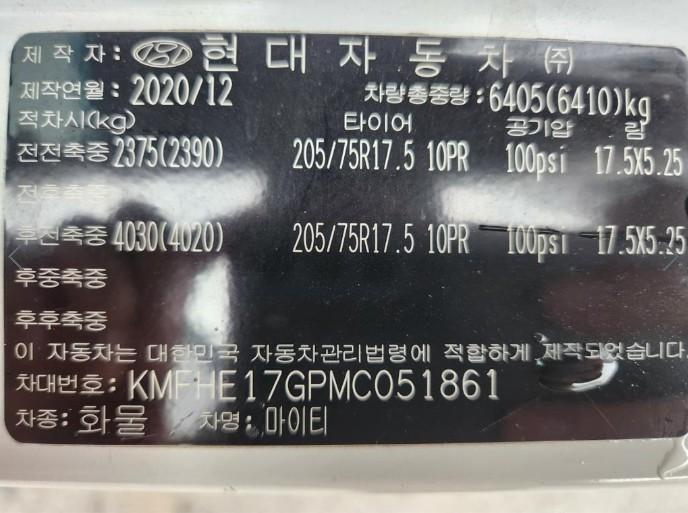 제 작 자: 현 대 자 동 차 (주)
제작연월: 2020/12 차량총중량: 6405(6410)kg
적차시(kg) 타이어 공기압 림
전전축중 2375(2390) 205/75R17.5 10PR 100psi 17.5X5.25
전후축중
후전축중 4030(4020) 205/75R17.5 10PR 100psi 17.5X5.25
후중축중
후후축중
이 자동차는 대한민국 자동차관리법령에 적합하게 제작되었습니다.
차대번호: KMFHE17GPMC051861
차종: 화물 차명: 마이티